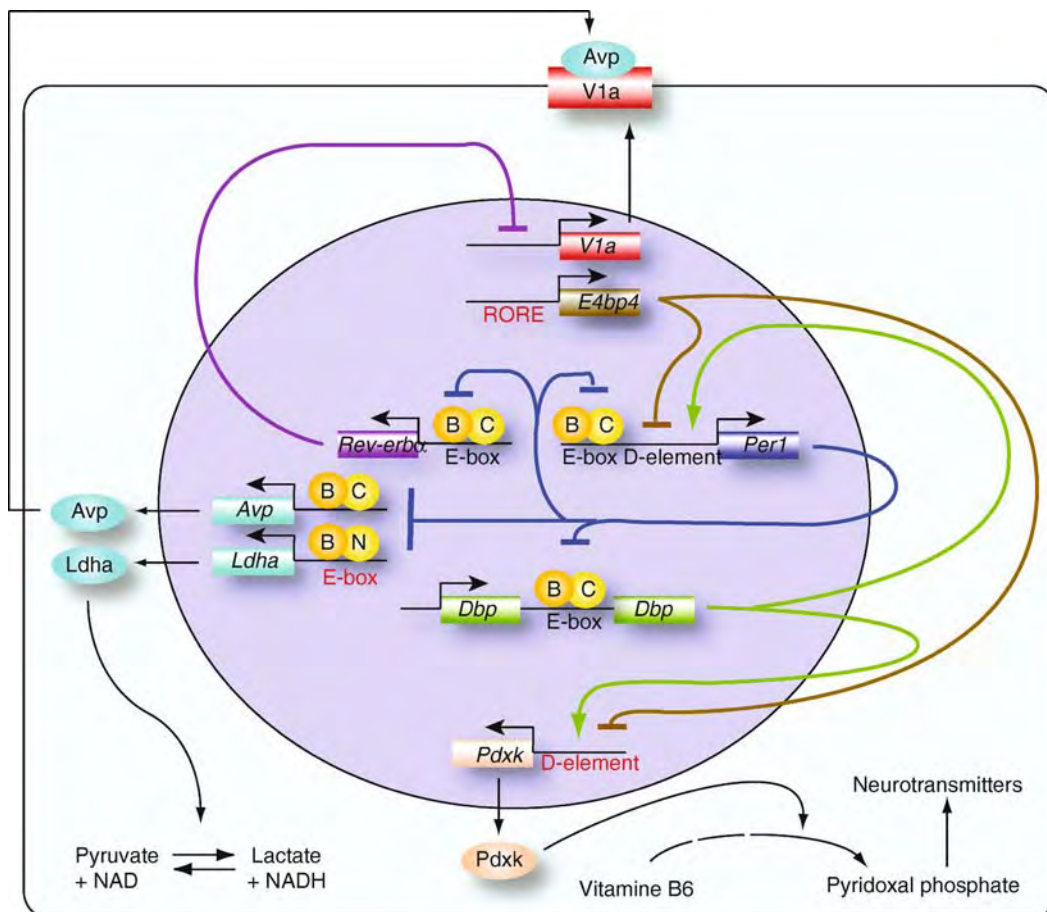 Avp
V1a
V1a
E4bp4
RORE
B C
B C
Rev-erbα
E-box
E-box D-element
Per1
Avp
Avp
B C
Ldha
Ldha
B N
E-box
Dbp
B C
Dbp
E-box
Pdxk
D-element
Neurotransmitters
Pyruvate
+ NAD
Lactate
+ NADH
Pdxk
Vitamine B6
Pyridoxal phosphate